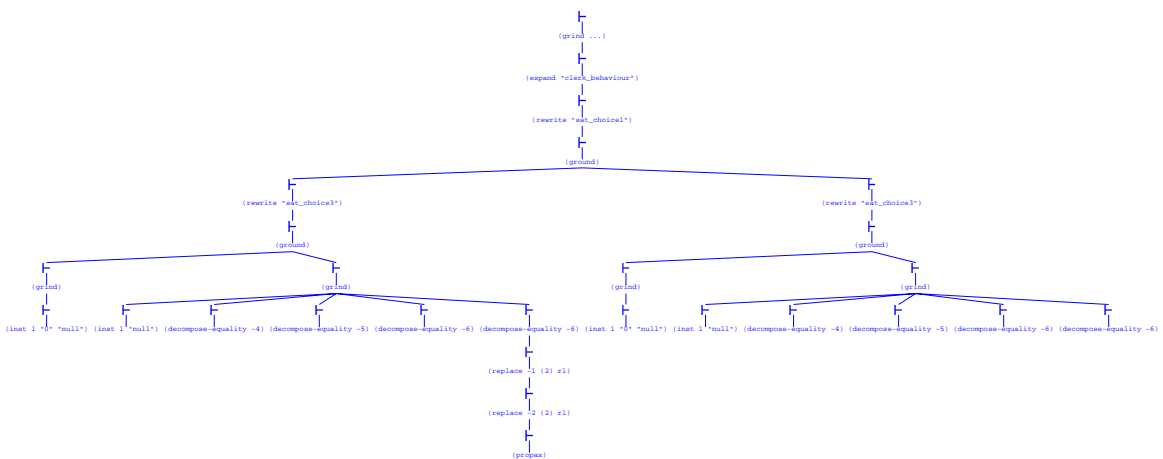 (grind ...)
(expand "clerk_behaviour")
(rewrite "sat_choice1")
(ground)
(rewrite "sat_choice3") (rewrite "sat_choice3")
(ground) (ground)
(grind) (grind) (grind) (grind)
(inst 1 "0" "null") (inst 1 "null") (decompose-equality -4) (decompose-equality -5) (decompose-equality -6) (decompose-equality -6) (inst 1 "0" "null") (inst 1 "null") (decompose-equality -4) (decompose-equality -5) (decompose-equality -6) (decompose-equality -6)
(replace -1 (2) rl)
(replace -2 (2) rl)
(propax)